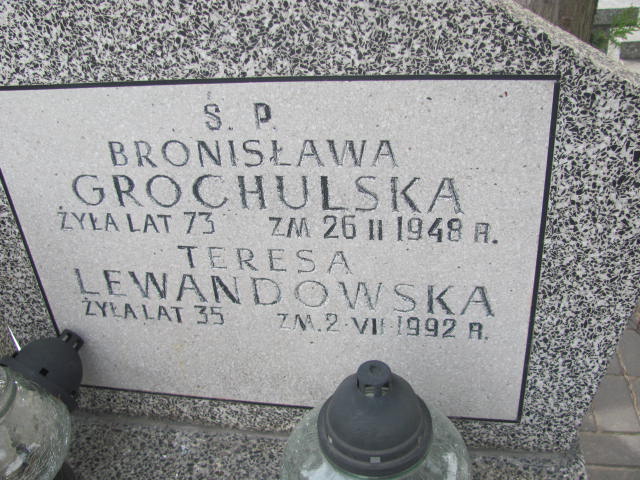 Ś. P.
BRONISŁAWA
GROCHULSKA
ŻYŁA LAT 73 ZM 26 II 1948 R.
TERESA
LEWANDOWSKA
ŻYŁA LAT 35 ZM. 2·VII·1992 R.